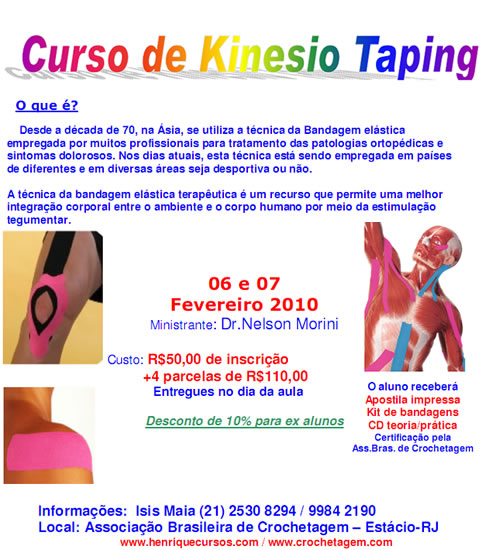 Curso de Kinesio Taping
O que é?
Desde a década de 70, na Ásia, se utiliza a técnica da Bandagem elástica
empregada por muitos profissionais para tratamento das patologias ortopédicas e
sintomas dolorosos. Nos dias atuais, esta técnica está sendo empregada em países
de diferentes e em diversas áreas seja desportiva ou não.
A técnica da bandagem elástica terapêutica é um recurso que permite uma melhor
integração corporal entre o ambiente e o corpo humano por meio da estimulação
tegumentar.
06 e 07
Fevereiro 2010
Ministrante: Dr.Nelson Morini
Custo: R$50,00 de inscrição
+4 parcelas de R$110,00
Entregues no dia da aula
Desconto de 10% para ex alunos
O aluno receberá
Apostila impressa
Kit de bandagens
CD teoria/prática
Certificação pela
Ass.Bras. de Crochetagem
Informações: Isis Maia (21) 2530 8294 / 9984 2190
Local: Associação Brasileira de Crochetagem – Estácio-RJ
www.henriquecursos.com / www.crochetagem.com